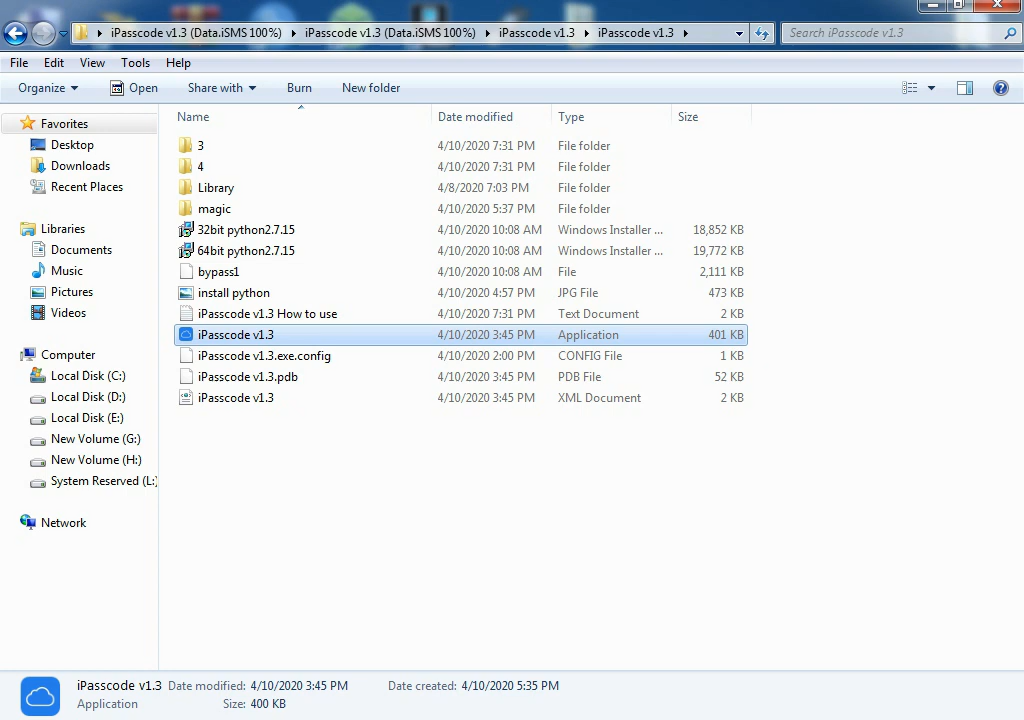 iPasscode v1.3 (Data.iSMS 100%) iPasscode v1.3 (Data.iSMS 100%) iPasscode v1.3 iPasscode v1.3 Search iPasscode v1.3
File Edit View Tools Help
Organize Open Share with Burn New folder
Name Date modified Type Size
3 4/10/2020 7:31 PM File folder
4 4/10/2020 7:31 PM File folder
Library 4/8/2020 7:03 PM File folder
magic 4/10/2020 5:37 PM File folder
32bit python2.7.15 4/10/2020 10:08 AM Windows Installer ... 18,852 KB
64bit python2.7.15 4/10/2020 10:08 AM Windows Installer ... 19,772 KB
bypass1 4/10/2020 10:08 AM File 2,111 KB
install python 4/10/2020 4:57 PM JPG File 473 KB
iPasscode v1.3 How to use 4/10/2020 7:31 PM Text Document 2 KB
iPasscode v1.3 4/10/2020 3:45 PM Application 401 KB
iPasscode v1.3.exe.config 4/10/2020 2:00 PM CONFIG File 1 KB
iPasscode v1.3.pdb 4/10/2020 3:45 PM PDB File 52 KB
iPasscode v1.3 4/10/2020 3:45 PM XML Document 2 KB
Favorites
Desktop
Downloads
Recent Places
Libraries
Documents
Music
Pictures
Videos
Computer
Local Disk (C:)
Local Disk (D:)
Local Disk (E:)
New Volume (G:)
New Volume (H:)
System Reserved (L:)
Network
iPasscode v1.3 Date modified: 4/10/2020 3:45 PM Date created: 4/10/2020 5:35 PM
Application Size: 400 KB